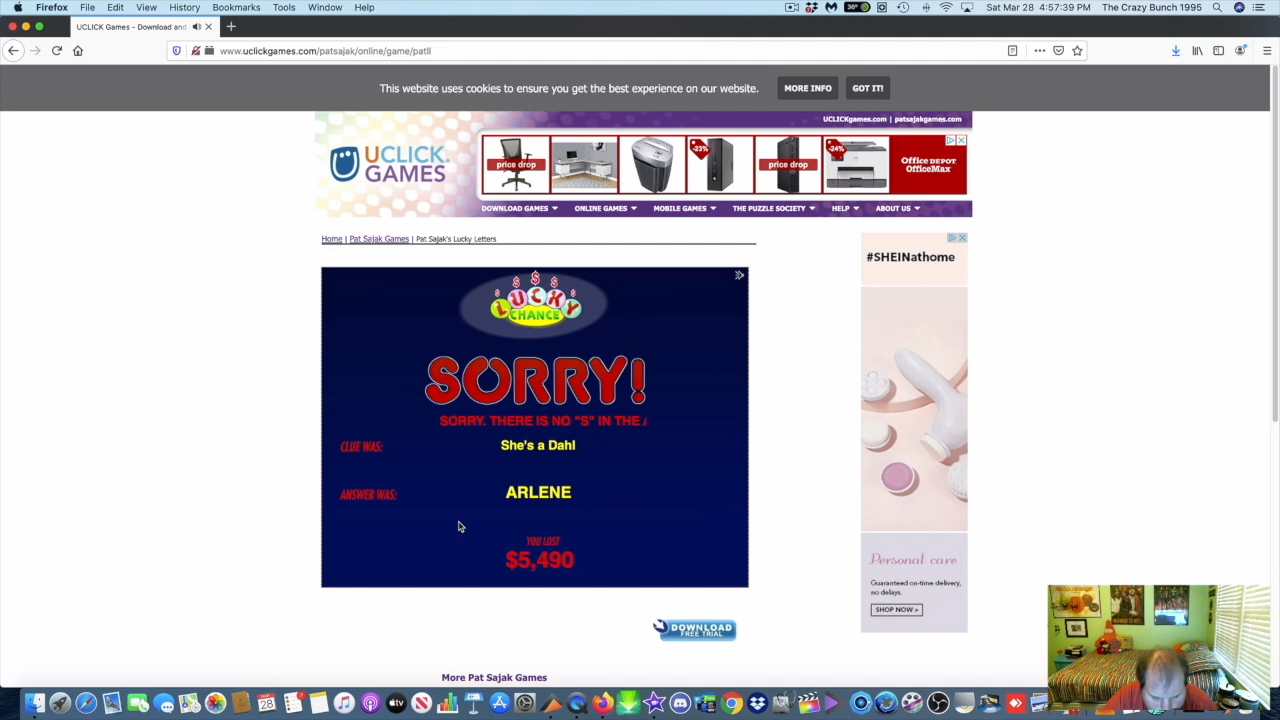 Firefox File Edit View History Bookmarks Tools Window Help
36° Sat Mar 28 4:57:39 PM The Crazy Bunch 1995
UCLICK Games - Download and
www.uclickgames.com/patsajak/online/game/patll
This website uses cookies to ensure you get the best experience on our website. MORE INFO GOT IT!
UCLICKgames.com | patsajakgames.com
UCLICK.
GAMES
price drop -23% price drop -24% Office DEPOT
OfficeMax
DOWNLOAD GAMES ONLINE GAMES MOBILE GAMES THE PUZZLE SOCIETY HELP ABOUT US
Home | Pat Sajak Games | Pat Sajak's Lucky Letters
LUCKY
CHANCE
SORRY!
SORRY. THERE IS NO "S" IN THE
CLUE WAS: She's a Dahl
ANSWER WAS: ARLENE
YOU LOST
$5,490
#SHEINathome
Personal care
Guaranteed on-time delivery,
no delays.
SHOP NOW >
DOWNLOAD
FREE TRIAL
More Pat Sajak Games
tv